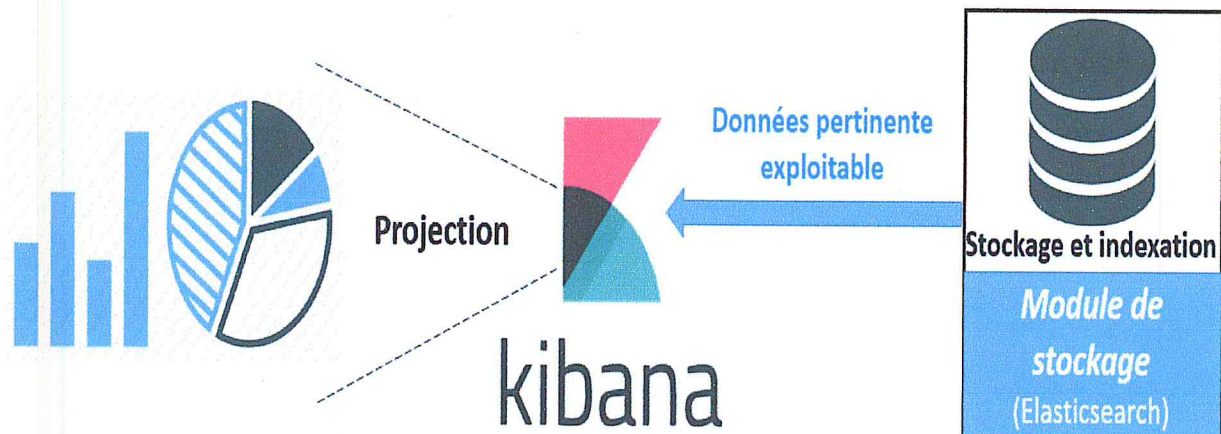 Données pertinente
exploitable
Projection
Stockage et indexation
kibana
Module de
stockage
(Elasticsearch)